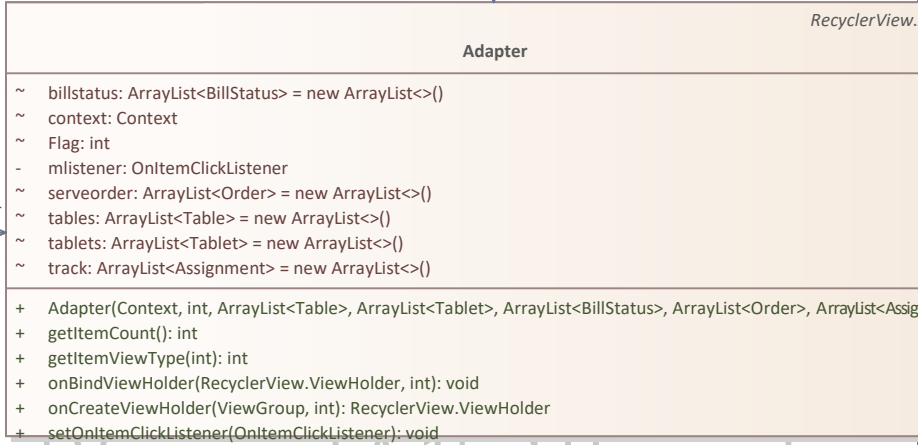 RecyclerView.
Adapter
~ billstatus: ArrayList<BillStatus> = new ArrayList<>()
~ context: Context
~ Flag: int
- mlistener: OnItemClickListener
~ serveorder: ArrayList<Order> = new ArrayList<>()
~ tables: ArrayList<Table> = new ArrayList<>()
~ tablets: ArrayList<Tablet> = new ArrayList<>()
~ track: ArrayList<Assignment> = new ArrayList<>()
+ Adapter(Context, int, ArrayList<Table>, ArrayList<Tablet>, ArrayList<BillStatus>, ArrayList<Order>, ArrayList<Assig
+ getItemCount(): int
+ getItemViewType(int): int
+ onBindViewHolder(RecyclerView.ViewHolder, int): void
+ onCreateViewHolder(ViewGroup, int): RecyclerView.ViewHolder
+ setOnItemClickListener(OnItemClickListener): void